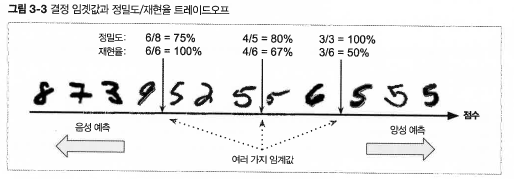 그림 3-3 결정 임곗값과 정밀도/재현율 트레이드오프
정밀도: 6/8 = 75% 4/5 = 80% 3/3 = 100%
재현율: 6/6 = 100% 4/6 = 67% 3/6 = 50%
8 7 3 9 5 2 5 5 6 5 5 5
점수
음성 예측 양성 예측
여러 가지 임곗값